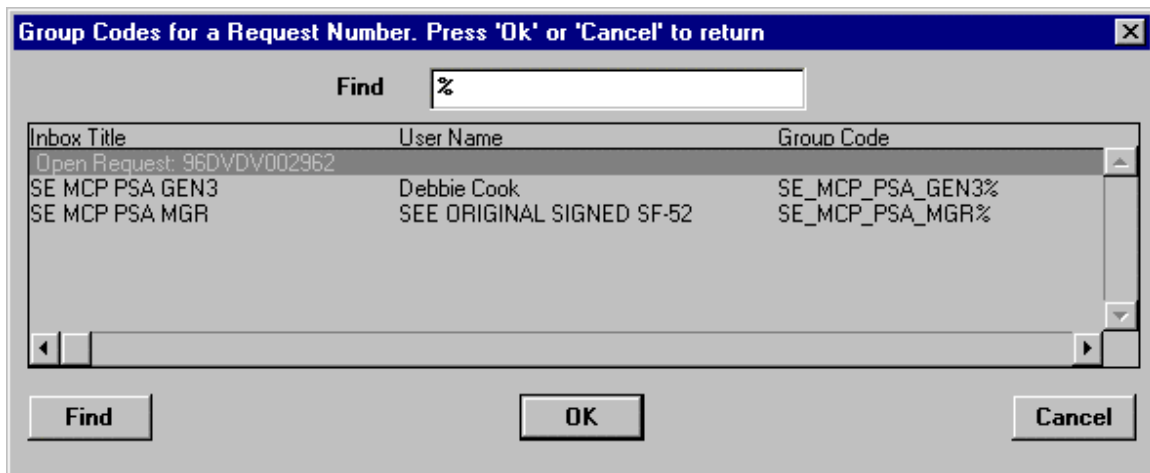 Group Codes for a Request Number. Press 'Ok' or 'Cancel' to return
Find %
Inbox Title User Name Group Code
Open Request: 96DVDV002962
SE MCP PSA GEN3 Debbie Cook SE_MCP_PSA_GEN3%
SE MCP PSA MGR SEE ORIGINAL SIGNED SF-52 SE_MCP_PSA_MGR%
Find OK Cancel